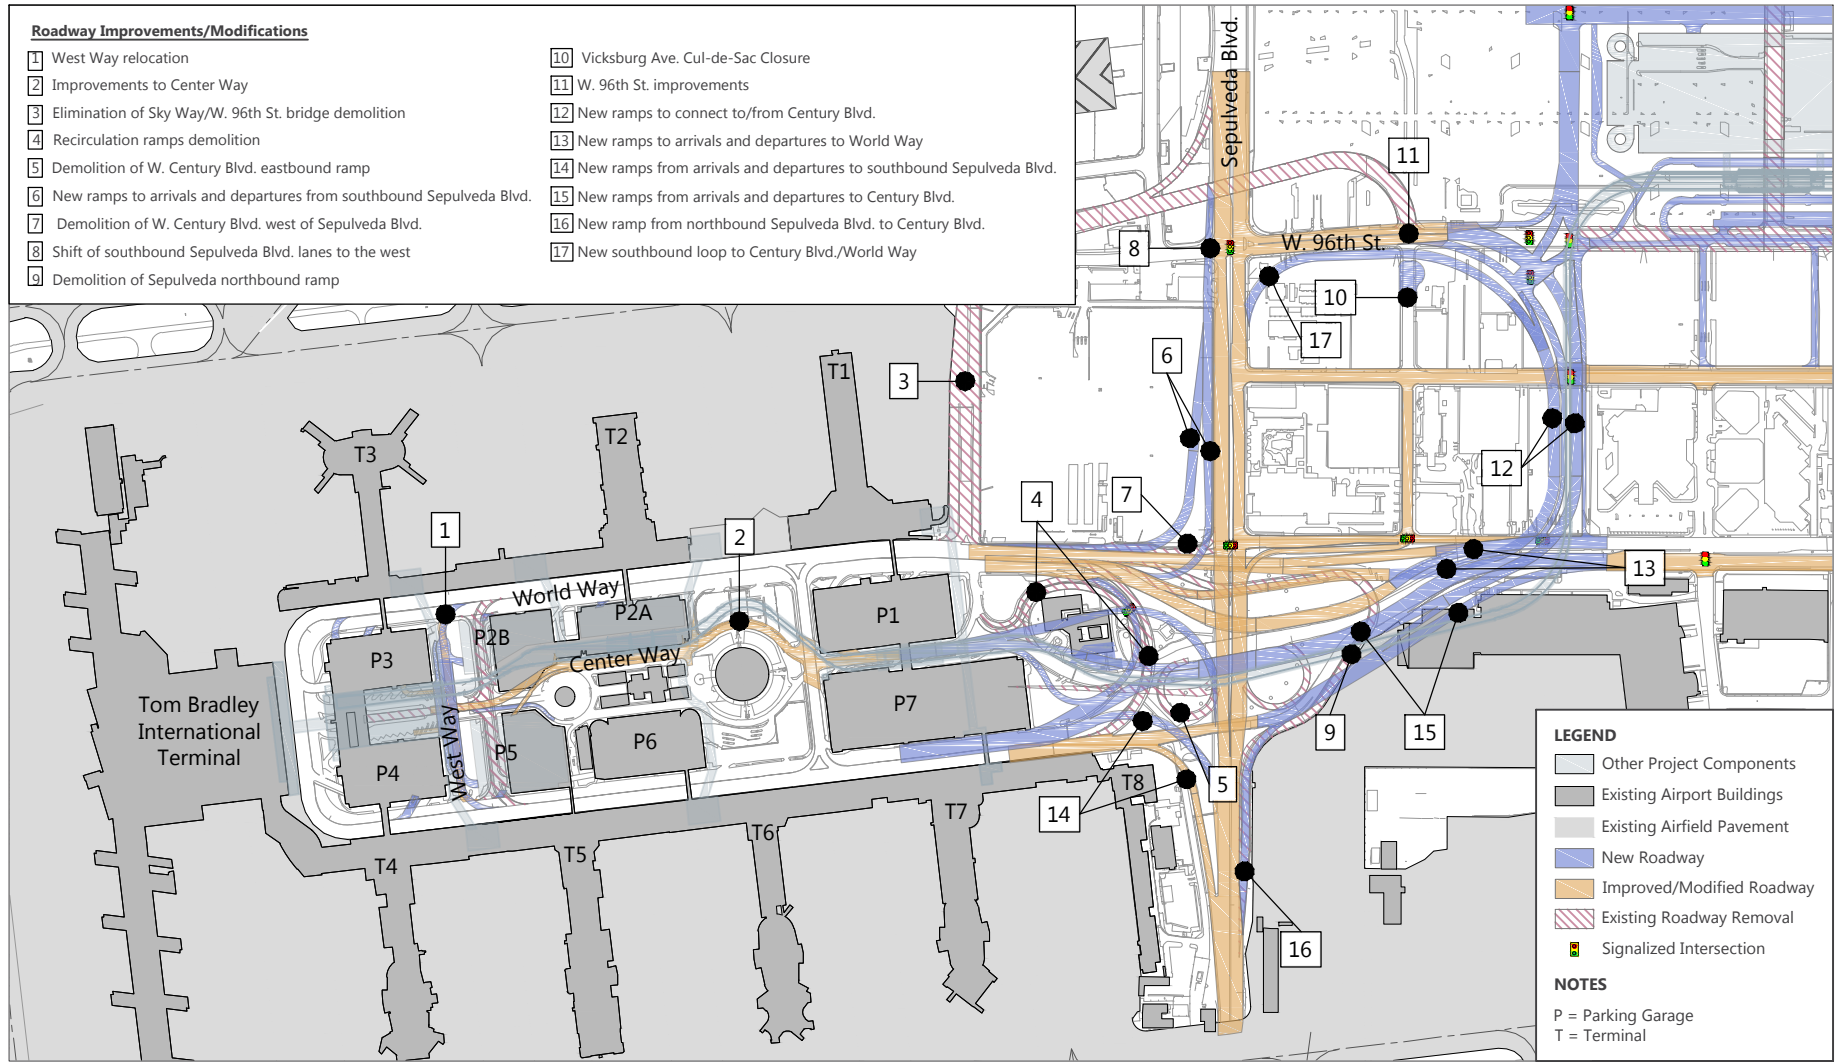 Roadway Improvements/Modifications
1 West Way relocation
2 Improvements to Center Way
3 Elimination of Sky Way/W. 96th St. bridge demolition
4 Recirculation ramps demolition
5 Demolition of W. Century Blvd. eastbound ramp
6 New ramps to arrivals and departures from southbound Sepulveda Blvd.
7 Demolition of W. Century Blvd. west of Sepulveda Blvd.
8 Shift of southbound Sepulveda Blvd. lanes to the west
9 Demolition of Sepulveda northbound ramp
10 Vicksburg Ave. Cul-de-Sac Closure
11 W. 96th St. improvements
12 New ramps to connect to/from Century Blvd.
13 New ramps to arrivals and departures to World Way
14 New ramps from arrivals and departures to southbound Sepulveda Blvd.
15 New ramps from arrivals and departures to Century Blvd.
16 New ramp from northbound Sepulveda Blvd. to Century Blvd.
17 New southbound loop to Century Blvd./World Way
Sepulveda Blvd.
11
8
W. 96th St.
10
17
6
3
T1
T2
T3
12
4
7
1
2
13
World Way
P2A
P2B
P1
P3
Center Way
Tom Bradley
International
Terminal
P7
West Way
P5
P6
P4
9
15
5
14
T8
T7
T6
T5
T4
16
LEGEND
Other Project Components
Existing Airport Buildings
Existing Airfield Pavement
New Roadway
Improved/Modified Roadway
Existing Roadway Removal
Signalized Intersection
NOTES
P = Parking Garage
T = Terminal